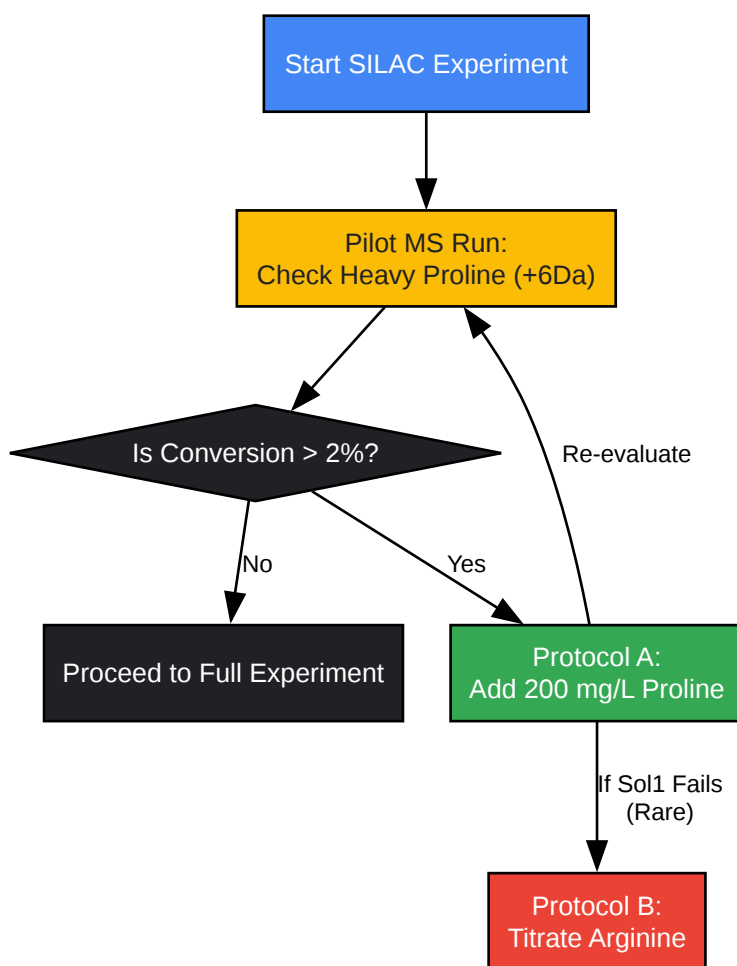 Start SILAC Experiment
Pilot MS Run:
Check Heavy Proline (+6Da)
Is Conversion > 2%?
Re-evaluate
No
Yes
Proceed to Full Experiment
Protocol A:
Add 200 mg/L Proline
If Sol1 Fails
(Rare)
Protocol B:
Titrate Arginine